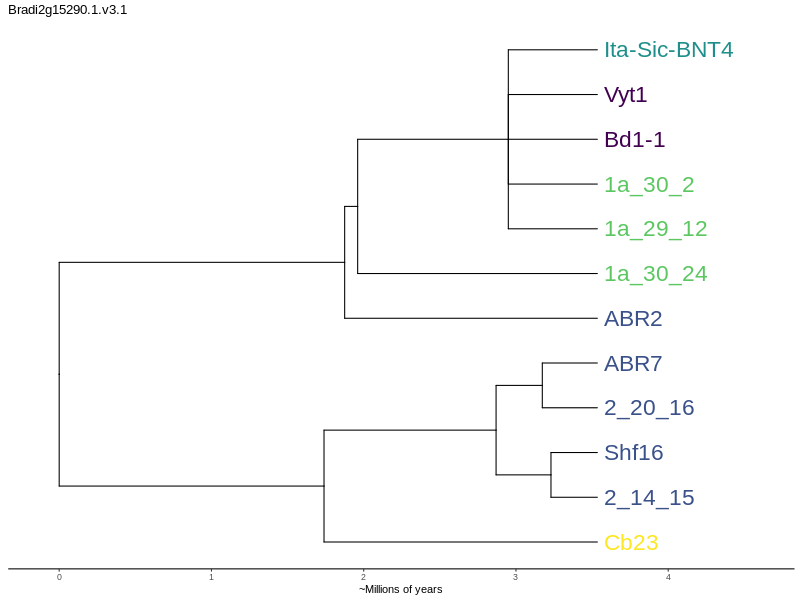 Bradi2g15290.1.v3.1
Ita-Sic-BNT4
Vyt1
Bd1-1
1a_30_2
1a_29_12
1a_30_24
ABR2
ABR7
2_20_16
Shf16
2_14_15
Cb23
0 1 2 3 4
~Millions of years